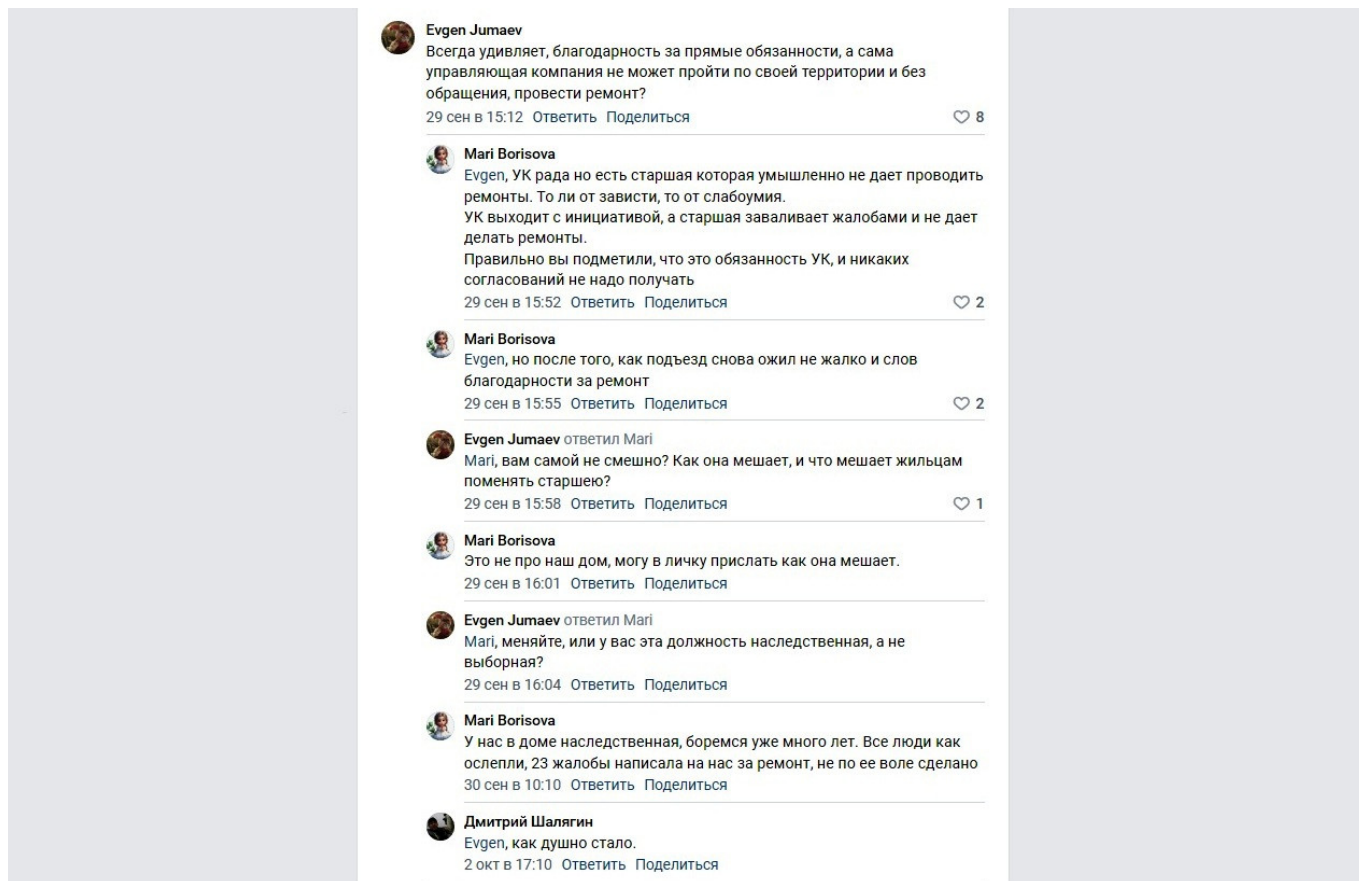 Evgen Jumaev
Всегда удивляет, благодарность за прямые обязанности, а сама
управляющая компания не может пройти по своей территории и без
обращения, провести ремонт?
29 сен в 15:12 Ответить Поделиться 8
Mari Borisova
Evgen, УК рада но есть старшая которая умышленно не дает проводить
ремонты. То ли от зависти, то от слабоумия.
УК выходит с инициативой, а старшая заваливает жалобами и не дает
делать ремонты.
Правильно вы подметили, что это обязанность УК, и никаких
согласований не надо получать
29 сен в 15:52 Ответить Поделиться 2
Mari Borisova
Evgen, но после того, как подъезд снова ожил не жалко и слов
благодарности за ремонт
29 сен в 15:55 Ответить Поделиться 2
Evgen Jumaev ответил Mari
Mari, вам самой не смешно? Как она мешает, и что мешает жильцам
поменять старшею?
29 сен в 15:58 Ответить Поделиться 1
Mari Borisova
Это не про наш дом, могу в личку прислать как она мешает.
29 сен в 16:01 Ответить Поделиться
Evgen Jumaev ответил Mari
Mari, меняйте, или у вас эта должность наследственная, а не
выборная?
29 сен в 16:04 Ответить Поделиться
Mari Borisova
У нас в доме наследственная, боремся уже много лет. Все люди как
ослепли, 23 жалобы написала на нас за ремонт, не по ее воле сделано
30 сен в 10:10 Ответить Поделиться
Дмитрий Шалягин
Evgen, как душно стало.
2 окт в 17:10 Ответить Поделиться